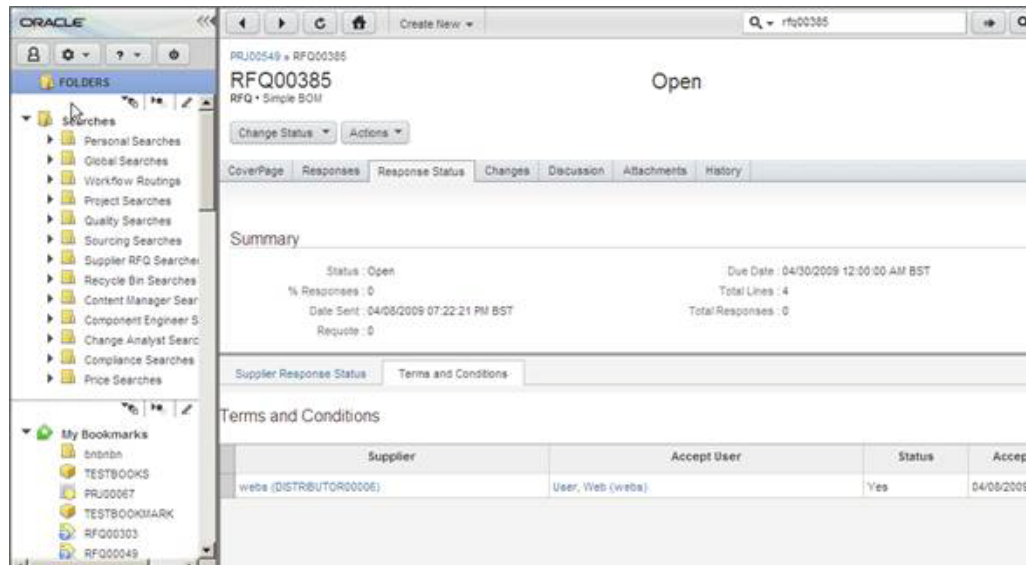 ORACLE
Create New
rfq00385
FOLDERS
Searches
Personal Searches
Global Searches
Workflow Routings
Project Searches
Quality Searches
Sourcing Searches
Supplier RFQ Searches
Recycle Bin Searches
Content Manager Sear
Component Engineer S
Change Analyst Searc
Compliance Searches
Price Searches
My Bookmarks
bnbnbn
TESTBOOKS
PRJ00067
TESTBOOKMARK
RFQ00303
RFQ00049
PRJ00549 » RFQ00385
RFQ00385
Open
RFQ • Simple BOM
Change Status
Actions
CoverPage Responses Response Status Changes Discussion Attachments History
Summary
Status : Open
Due Date : 04/30/2009 12:00:00 AM BST
% Responses : 0
Total Lines : 4
Date Sent : 04/08/2009 07:22:21 PM BST
Total Responses : 0
Requote : 0
Supplier Response Status Terms and Conditions
Terms and Conditions
Supplier Accept User Status Accep
webs (DISTRIBUTOR00006) User, Web (webs) Yes 04/08/2009